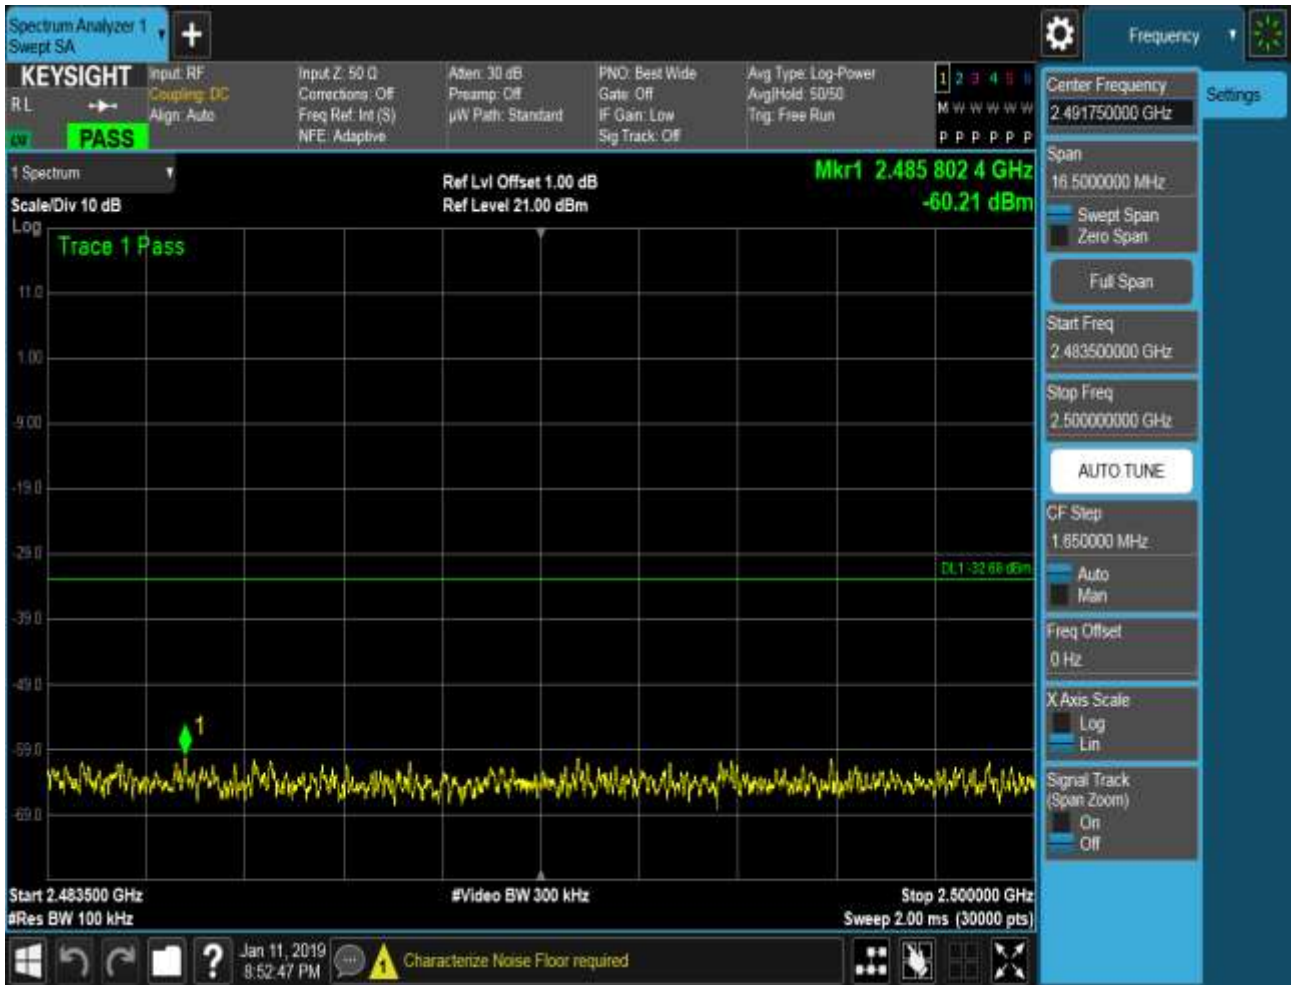 Spectrum Analyzer 1
Swept SA
+
Frequency
KEYSIGHT
RL
PASS
Input: RF
Coupling: DC
Align: Auto
Input Z: 50 Ω
Corrections: Off
Freq Ref: Int (S)
NFE: Adaptive
Atten: 30 dB
Preamp: Off
µW Path: Standard
PNO: Best Wide
Gate: Off
IF Gain: Low
Sig Track: Off
Avg Type: Log-Power
Avg|Hold: 50/50
Trig: Free Run
1 2 3 4 5 6
M W W W W W
P P P P P P
1 Spectrum
Scale/Div 10 dB
Ref Lvl Offset 1.00 dB
Ref Level 21.00 dBm
Mkr1 2.485 802 4 GHz
-60.21 dBm
Log
Trace 1 Pass
11.0
1.00
-9.00
-19.0
-29.0
DL1 -32.68 dBm
-39.0
-49.0
1
-59.0
-69.0
Start 2.483500 GHz
#Video BW 300 kHz
Stop 2.500000 GHz
#Res BW 100 kHz
Sweep 2.00 ms (30000 pts)
?
Jan 11, 2019
8:52:47 PM
1
Characterize Noise Floor required
Center Frequency
2.491750000 GHz
Settings
Span
16.5000000 MHz
Swept Span
Zero Span
Full Span
Start Freq
2.483500000 GHz
Stop Freq
2.500000000 GHz
AUTO TUNE
CF Step
1.650000 MHz
Auto
Man
Freq Offset
0 Hz
X Axis Scale
Log
Lin
Signal Track
(Span Zoom)
On
Off